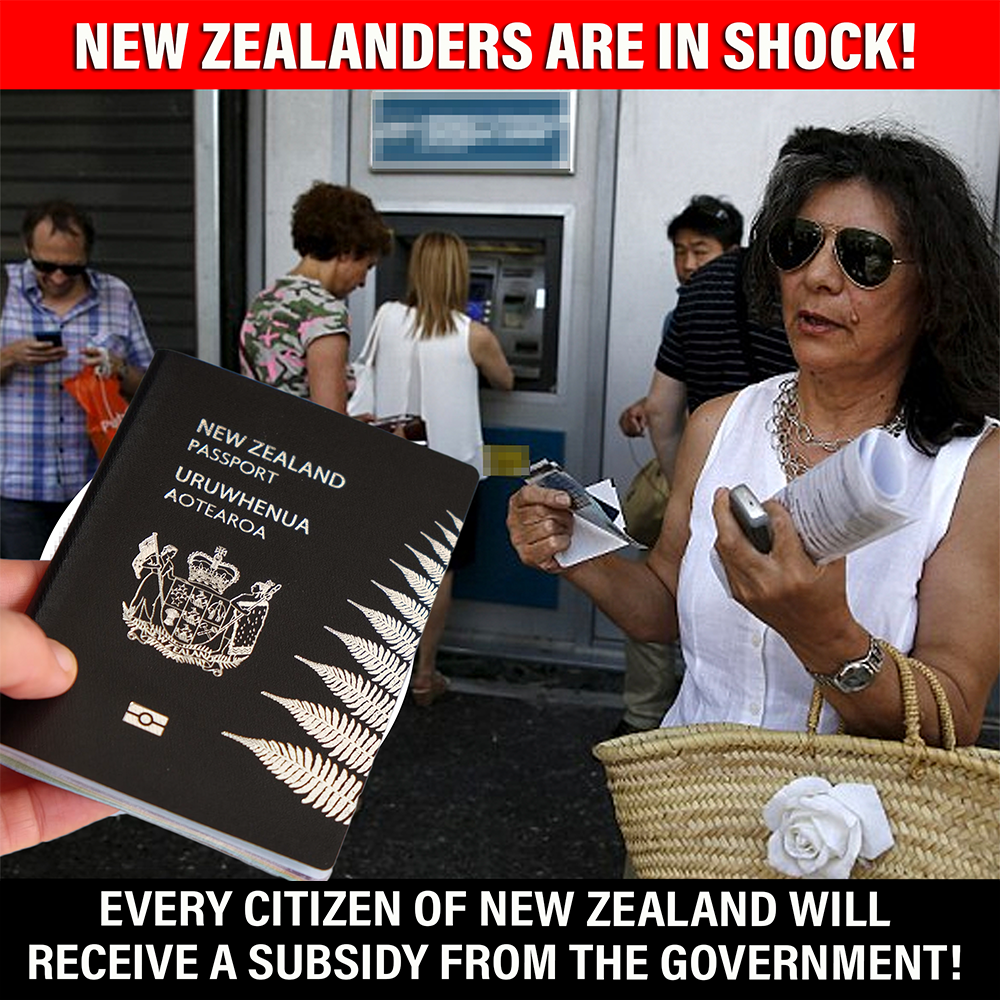 NEW ZEALANDERS ARE IN SHOCK!
NEW ZEALAND
PASSPORT
URUWHENUA
AOTEAROA
EVERY CITIZEN OF NEW ZEALAND WILL
RECEIVE A SUBSIDY FROM THE GOVERNMENT!